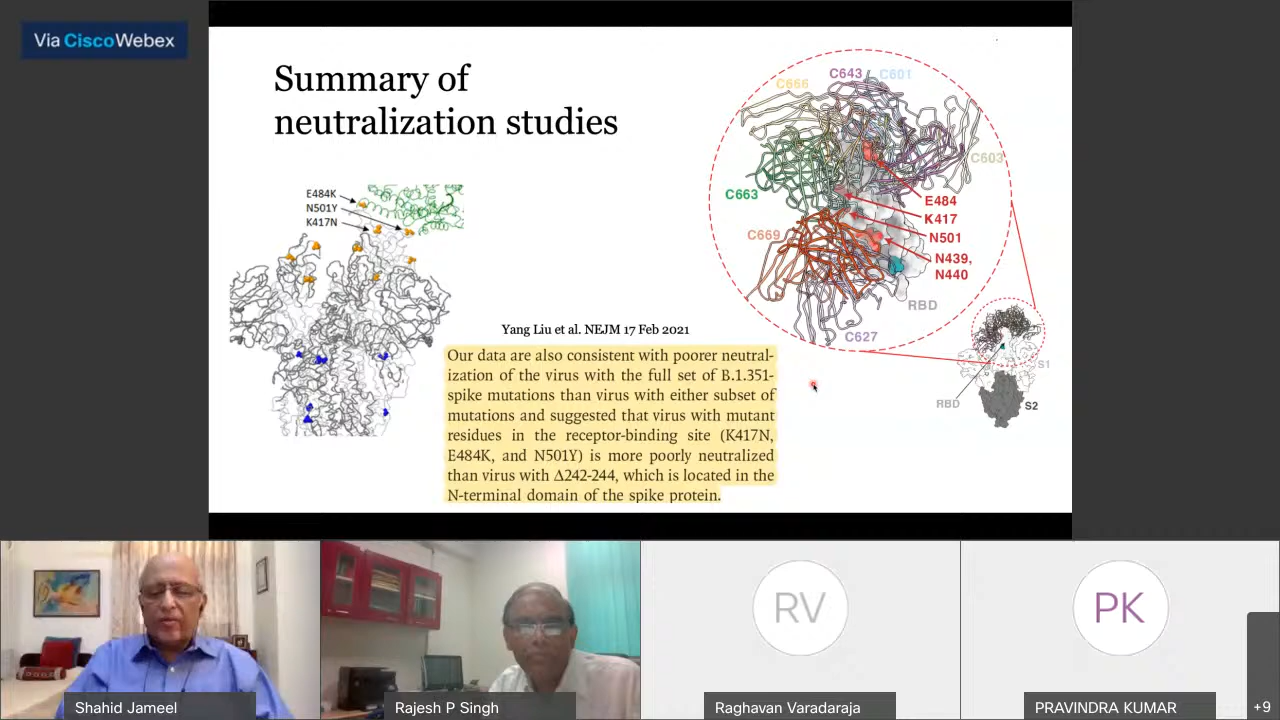 Via Cisco Webex
Summary of
neutralization studies
E484K
N501Y
K417N
C666
C643
C601
C603
C663
C669
C627
E484
K417
N501
N439,
N440
RBD
S1
RBD
S2
Yang Liu et al. NEJM 17 Feb 2021
Our data are also consistent with poorer neutral-
ization of the virus with the full set of B.1.351-
spike mutations than virus with either subset of
mutations and suggested that virus with mutant
residues in the receptor-binding site (K417N,
E484K, and N501Y) is more poorly neutralized
than virus with Δ242-244, which is located in the
N-terminal domain of the spike protein.
RV
PK
Shahid Jameel
Rajesh P Singh
Raghavan Varadaraja
PRAVINDRA KUMAR
+9